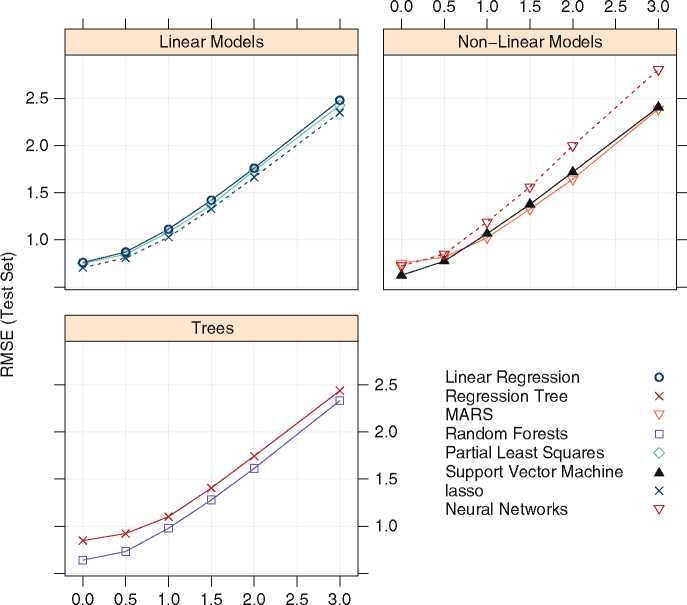 0.0 0.5 1.0 1.5 2.0 2.5 3.0
Linear Models
Non−Linear Models
2.5
2.0
1.5
1.0
RMSE (Test Set)
Trees
2.5
2.0
1.5
1.0
0.0 0.5 1.0 1.5 2.0 2.5 3.0
Linear Regression
Regression Tree
MARS
Random Forests
Partial Least Squares
Support Vector Machine
lasso
Neural Networks